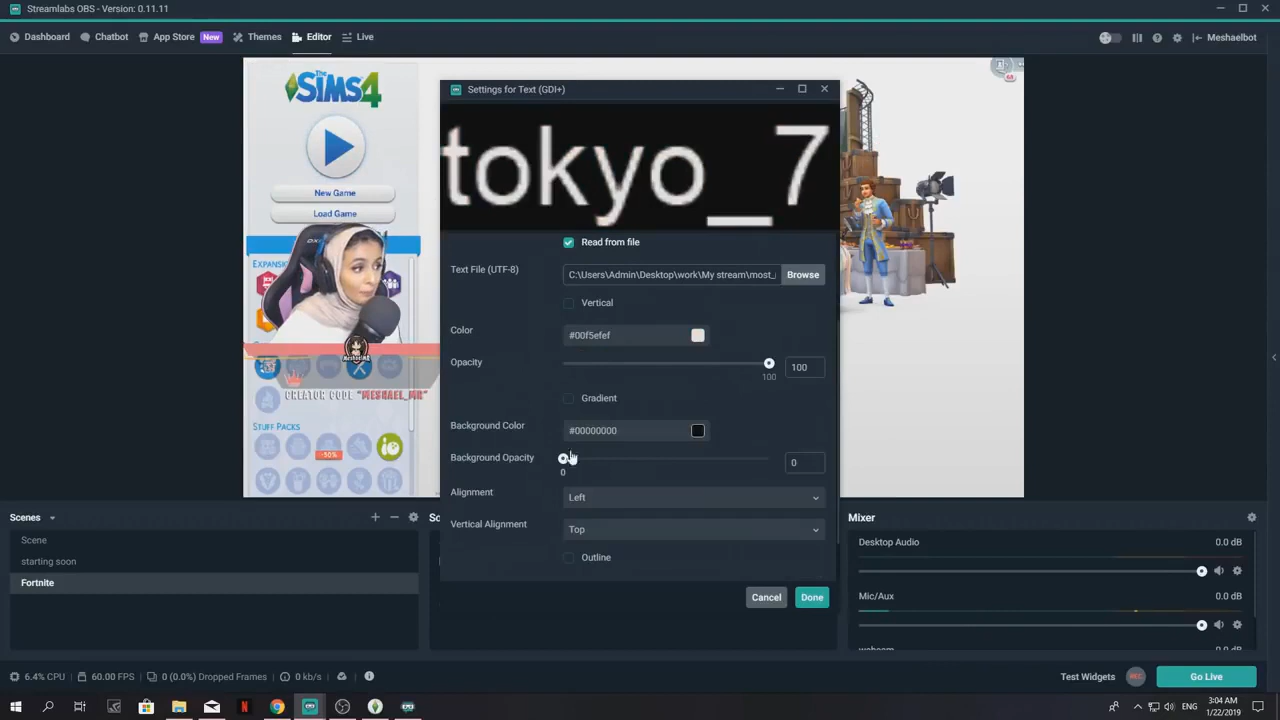 Streamlabs OBS - Version: 0.11.11
Dashboard
Chatbot
App Store
New
Themes
Editor
Live
Meshaelbot
THE SIMS 4
New Game
Load Game
STUFF PACKS
-50%
CREATOR CODE "MESHAEL_MR"
Settings for Text (GDI+)
tokyo_7
Read from file
Text File (UTF-8)
C:\Users\Admin\Desktop\work\My stream\most_
Browse
Vertical
Color
#00f5efef
Opacity
100
100
Gradient
Background Color
#00000000
Background Opacity
0
0
Alignment
Left
Vertical Alignment
Top
Outline
Cancel
Done
Scenes
Scene
starting soon
Fortnite
Mixer
Desktop Audio
0.0 dB
Mic/Aux
0.0 dB
6.4% CPU
60.00 FPS
0 (0.0%) Dropped Frames
0 kb/s
Test Widgets
REC
Go Live
ENG
3:04 AM
1/22/2019